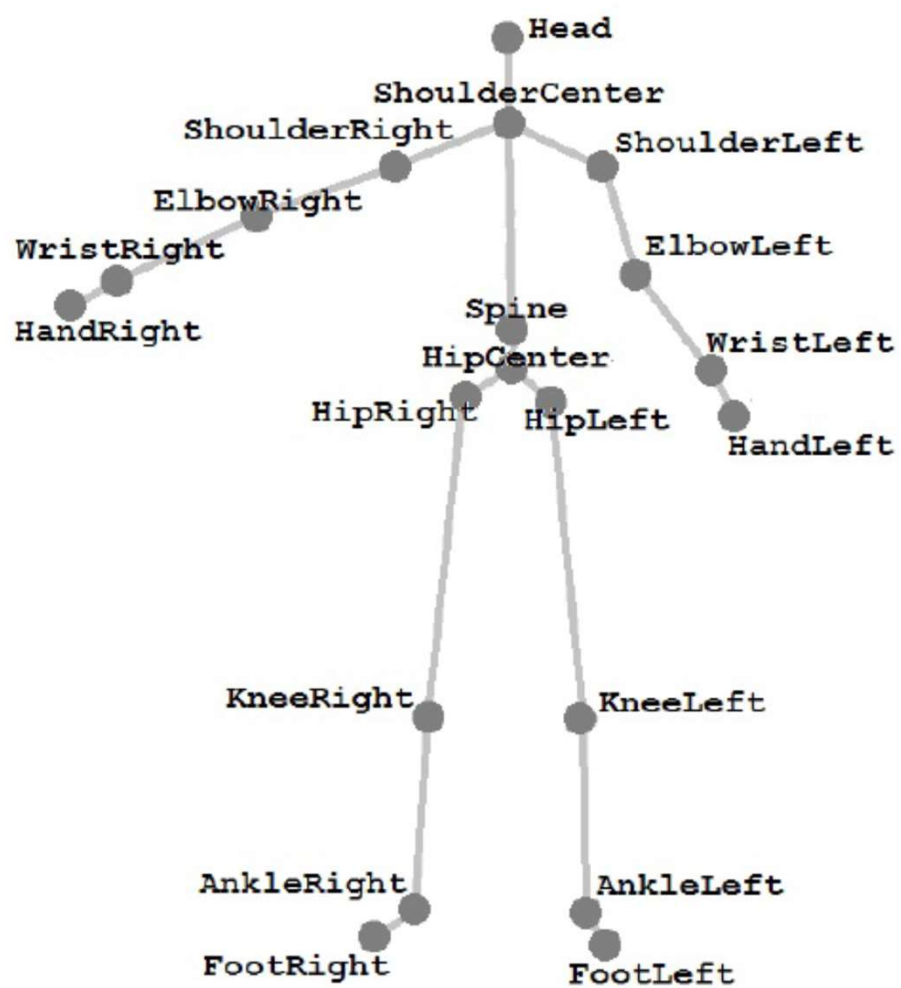 Head
ShoulderCenter
ShoulderRight
ShoulderLeft
ElbowRight
ElbowLeft
WristRight
HandRight
Spine
WristLeft
HipCenter
HipRight
HipLeft
HandLeft
KneeRight
KneeLeft
AnkleRight
AnkleLeft
FootRight
FootLeft